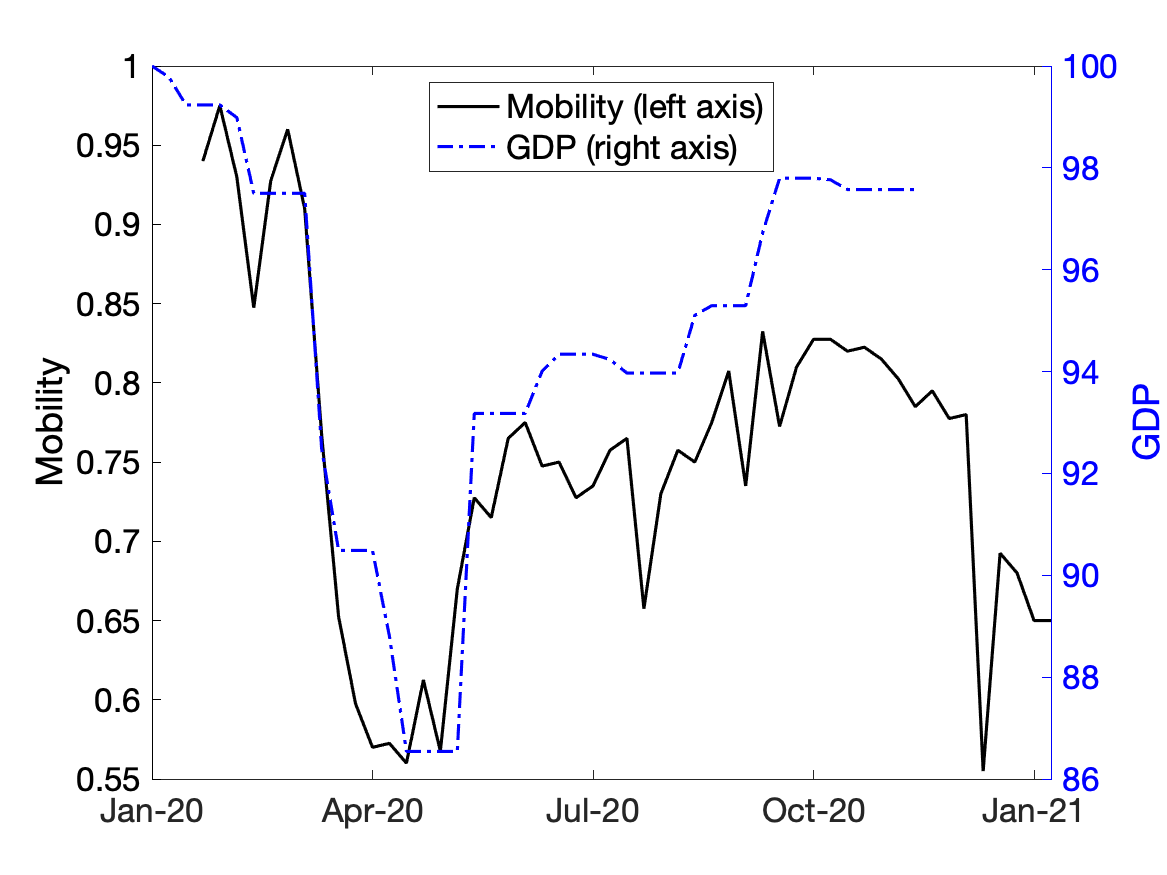 Mobility (left axis)
GDP (right axis)
1
0.95
0.9
0.85
0.8
0.75
0.7
0.65
0.6
0.55
Mobility
100
98
96
94
92
90
88
86
GDP
Jan-20
Apr-20
Jul-20
Oct-20
Jan-21